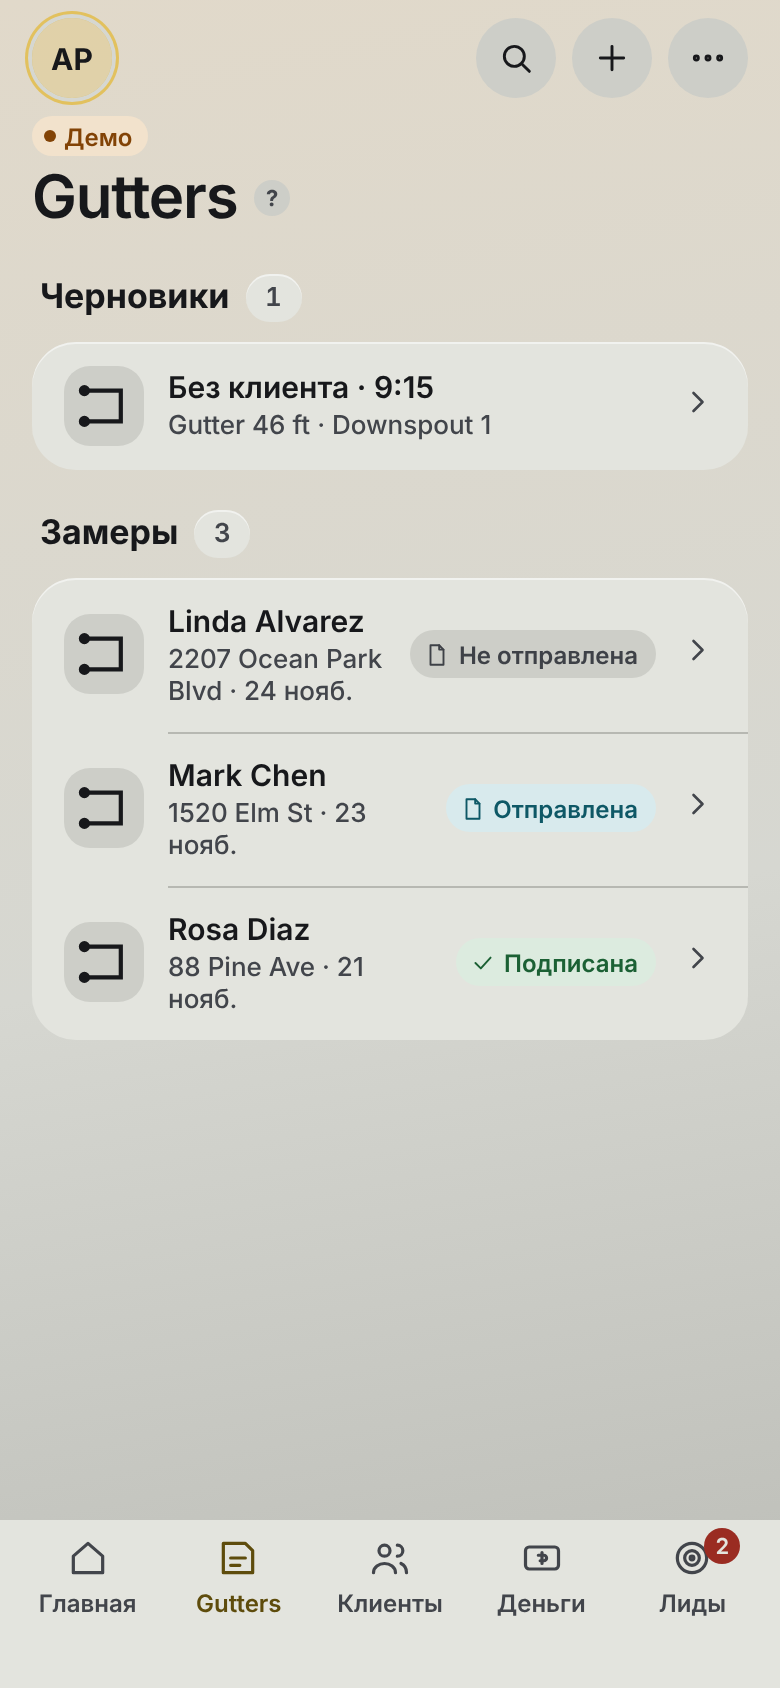 AP
Демо
Gutters ?
Черновики 1
Без клиента · 9:15
Gutter 46 ft · Downspout 1
Замеры 3
Linda Alvarez
2207 Ocean Park
Blvd · 24 нояб.
Не отправлена
Mark Chen
1520 Elm St · 23
нояб.
Отправлена
Rosa Diaz
88 Pine Ave · 21
нояб.
Подписана
2
Главная
Gutters
Клиенты
Деньги
Лиды